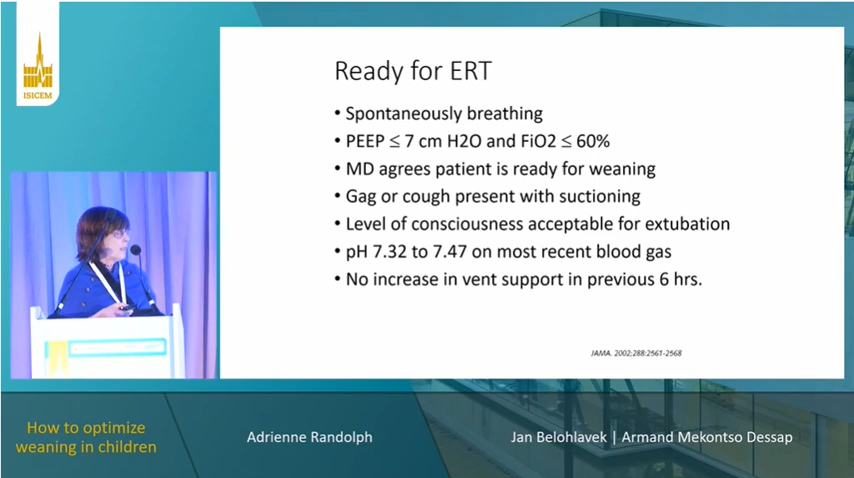 ISICEM
Ready for ERT
• Spontaneously breathing
• PEEP ≤ 7 cm H2O and FiO2 ≤ 60%
• MD agrees patient is ready for weaning
• Gag or cough present with suctioning
• Level of consciousness acceptable for extubation
• pH 7.32 to 7.47 on most recent blood gas
• No increase in vent support in previous 6 hrs.
JAMA. 2002;288:2561-2568
How to optimize
weaning in children
Adrienne Randolph
Jan Belohlavek | Armand Mekontso Dessap